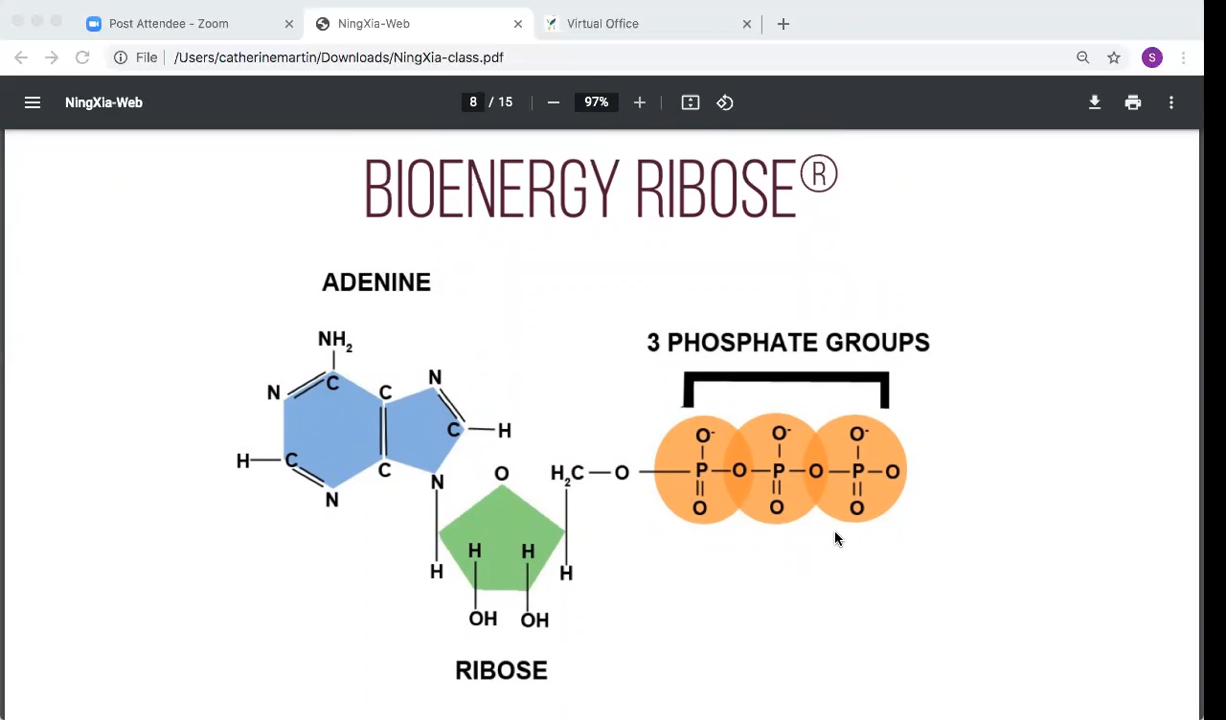 Post Attendee - Zoom
NingXia-Web
Virtual Office
File
/Users/catherinemartin/Downloads/NingXia-class.pdf
S
NingXia-Web
8 / 15
97%
BIOENERGY RIBOSE®
ADENINE
3 PHOSPHATE GROUPS
NH2
N C C N
C H
H C C
N N
O H2C O
O- O- O-
P O P O P O
O O O
H H
H H
OH OH
RIBOSE